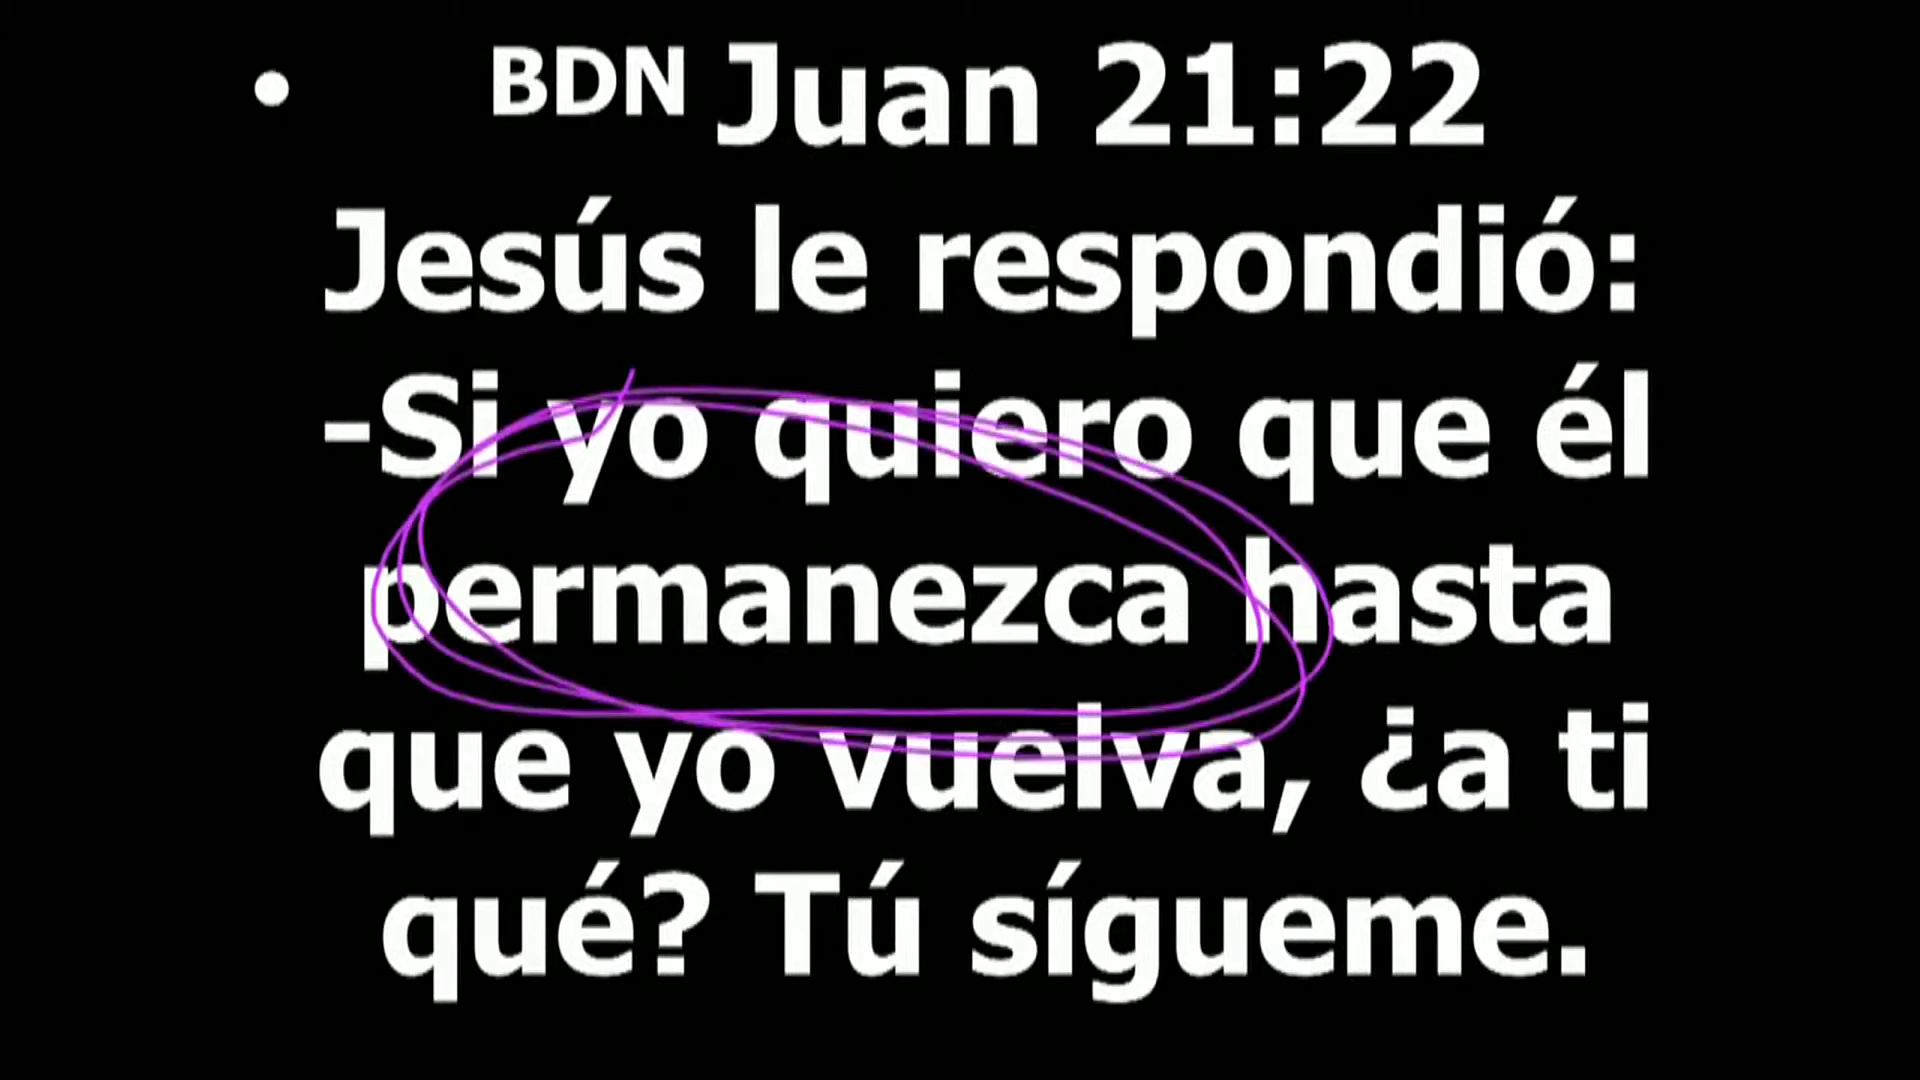 • BDN Juan 21:22
Jesús le respondió:
-Si yo quiero que él
permanezca hasta
que yo vuelva, ¿a ti
qué? Tú sígueme.